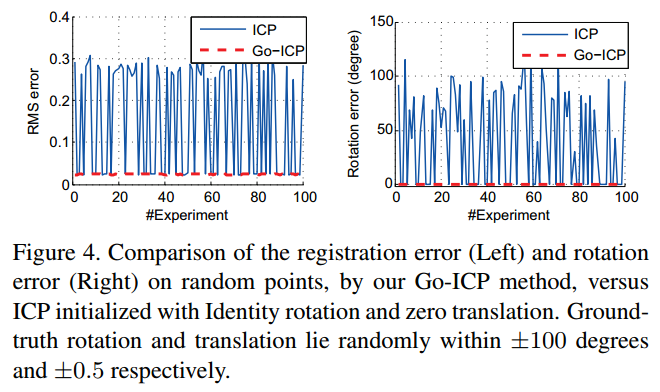 RMS error
0.4
0.3
0.2
0.1
0
0
20
40
60
80
100
#Experiment
ICP
Go-ICP
Rotation error (degree)
150
100
50
0
0
20
40
60
80
100
#Experiment
ICP
Go-ICP
Figure 4. Comparison of the registration error (Left) and rotation
error (Right) on random points, by our Go-ICP method, versus
ICP initialized with Identity rotation and zero translation. Ground-
truth rotation and translation lie randomly within ±100 degrees
and ±0.5 respectively.